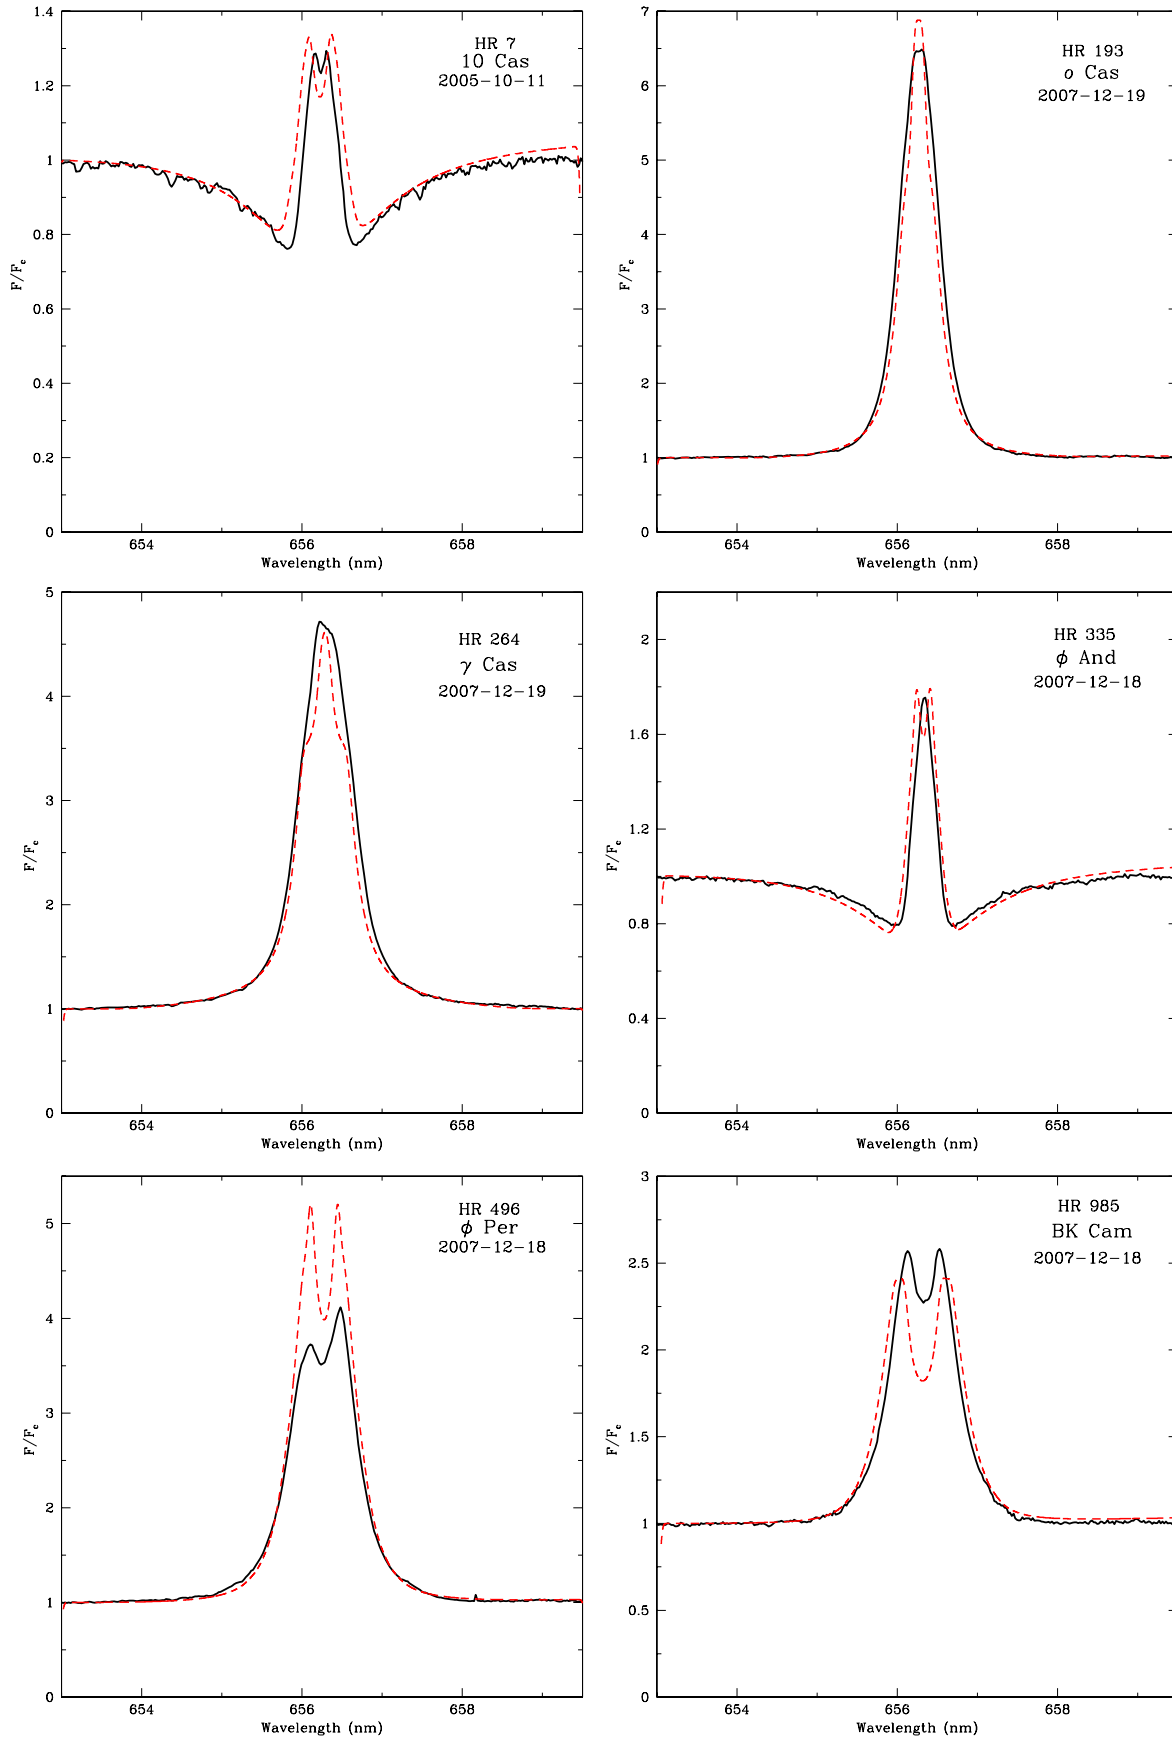 1.4
1.2
1
0.8
0.6
0.4
0.2
0
F/Fc
HR 7
10 Cas
2005-10-11
654
656
658
Wavelength (nm)
7
6
5
4
3
2
1
0
F/Fc
HR 193
ο Cas
2007-12-19
654
656
658
Wavelength (nm)
5
4
3
2
1
0
F/Fc
HR 264
γ Cas
2007-12-19
654
656
658
Wavelength (nm)
2
1.6
1.2
0.8
0.4
0
F/Fc
HR 335
ϕ And
2007-12-18
654
656
658
Wavelength (nm)
5
4
3
2
1
0
F/Fc
HR 496
ϕ Per
2007-12-18
654
656
658
Wavelength (nm)
3
2.5
2
1.5
1
0.5
0
F/Fc
HR 985
BK Cam
2007-12-18
654
656
658
Wavelength (nm)